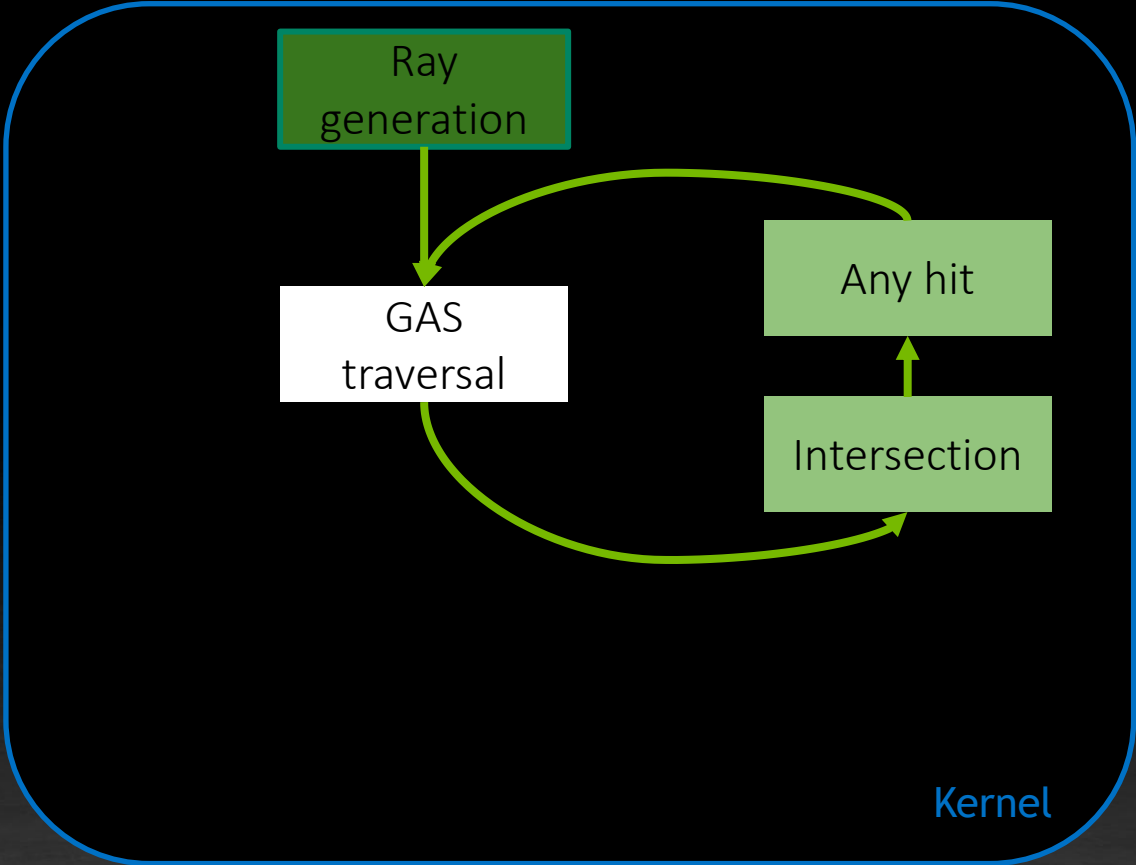 Ray
generation
GAS
traversal
Any hit
Intersection
Kernel